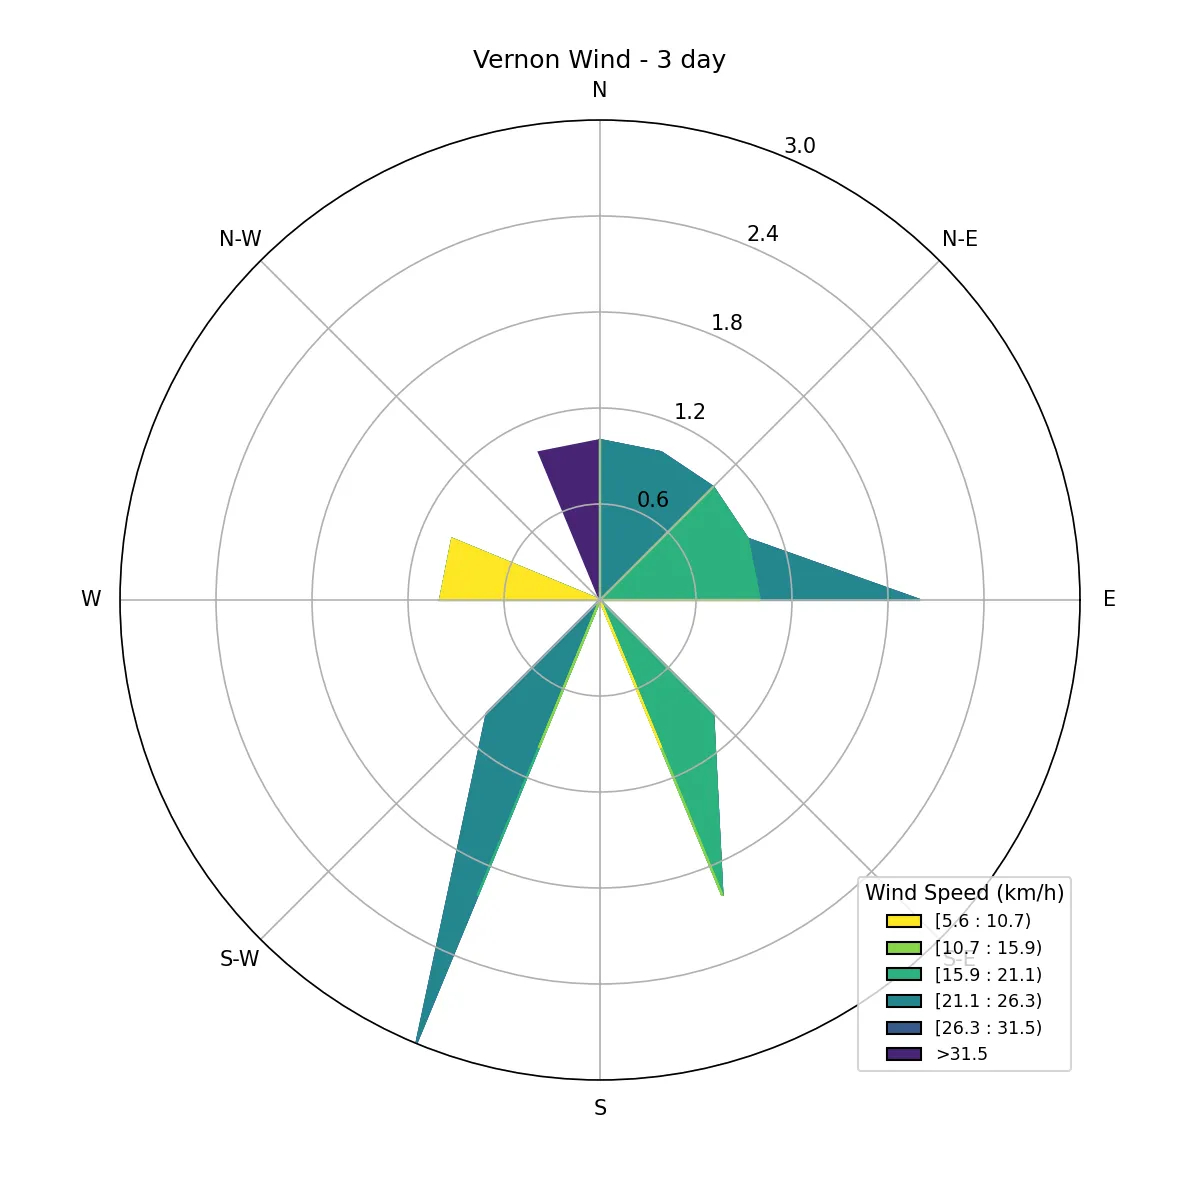 Vernon Wind - 3 day
N
3.0
N-W
N-E
2.4
1.8
1.2
0.6
W
E
S-W
S-E
S
Wind Speed (km/h)
[5.6 : 10.7)
[10.7 : 15.9)
[15.9 : 21.1)
[21.1 : 26.3)
[26.3 : 31.5)
>31.5